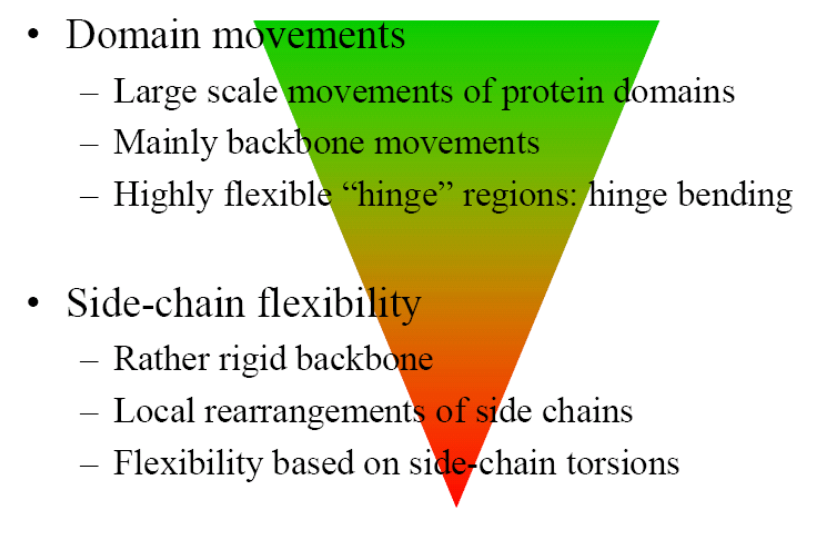 • Domain movements
– Large scale movements of protein domains
– Mainly backbone movements
– Highly flexible “hinge” regions: hinge bending
• Side-chain flexibility
– Rather rigid backbone
– Local rearrangements of side chains
– Flexibility based on side-chain torsions